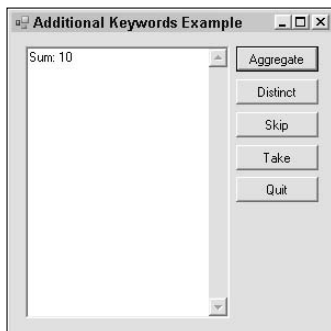 Additional Keywords Example
Sum: 10
Aggregate
Distinct
Skip
Take
Quit